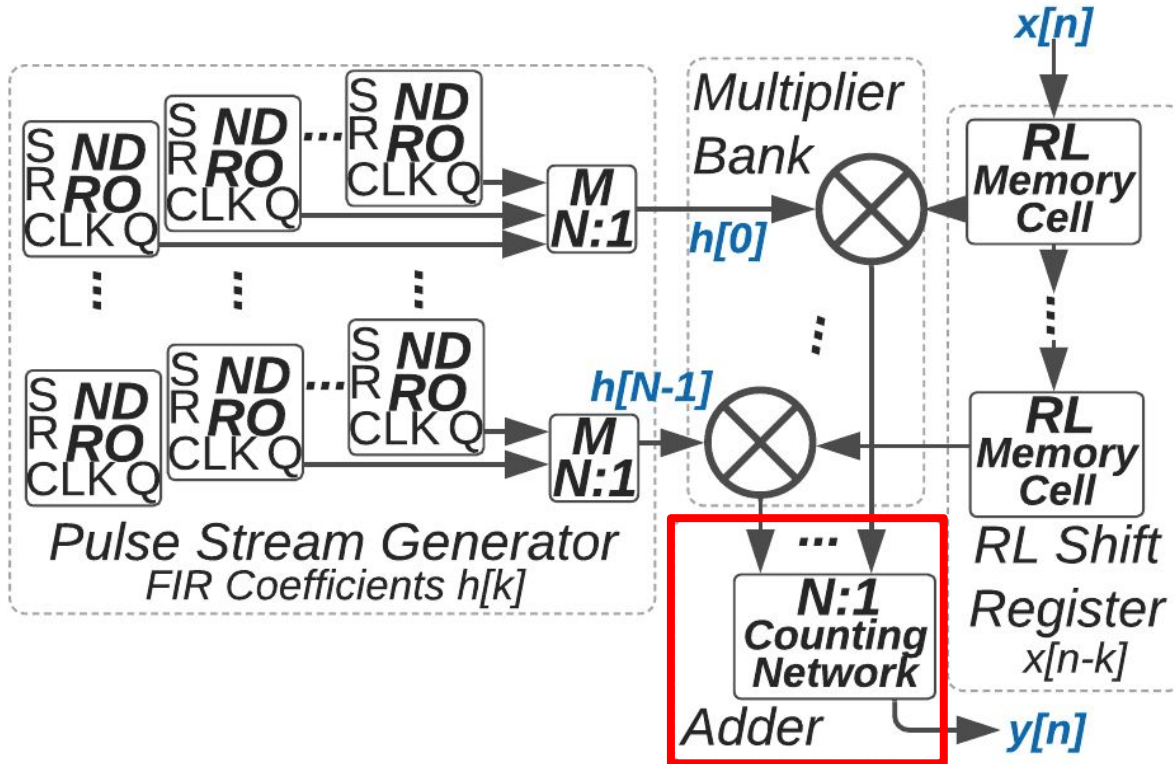 x[n]
S ND
R RO
CLK Q
S ND
R RO
CLK Q
...
S ND
R RO
CLK Q
M
N:1
h[0]
Multiplier
Bank
RL
Memory
Cell
...
...
...
...
...
S ND
R RO
CLK Q
S ND
R RO
CLK Q
...
S ND
R RO
CLK Q
M
N:1
h[N-1]
RL
Memory
Cell
Pulse Stream Generator
FIR Coefficients h[k]
...
N:1
Counting
Network
Adder
RL Shift
Register
x[n-k]
y[n]